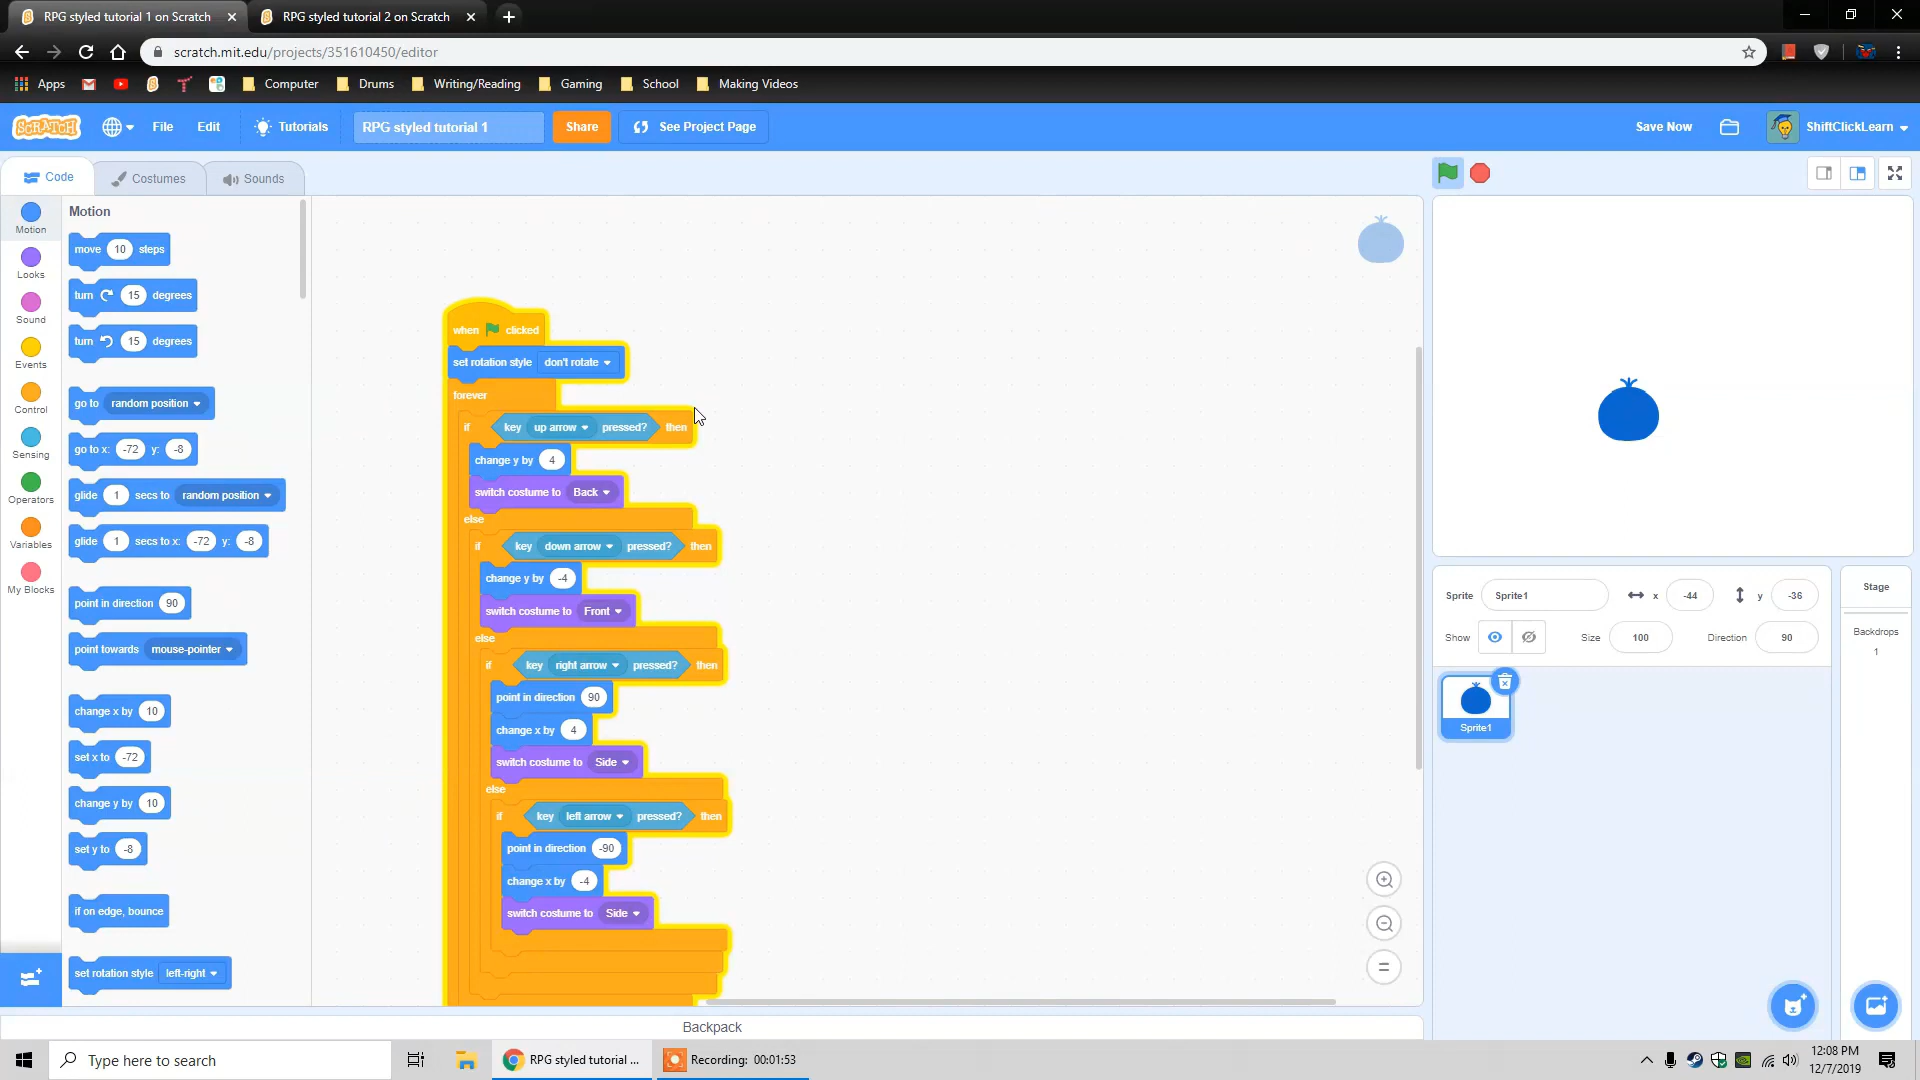 RPG styled tutorial 1 on Scratch
RPG styled tutorial 2 on Scratch
scratch.mit.edu/projects/351610450/editor
Apps
Computer
Drums
Writing/Reading
Gaming
School
Making Videos
SCRATCH
File
Edit
Tutorials
RPG styled tutorial 1
Share
See Project Page
Save Now
ShiftClickLearn
Code
Costumes
Sounds
Motion
Looks
Sound
Events
Control
Sensing
Operators
Variables
My Blocks
Motion
move 10 steps
turn 15 degrees
turn 15 degrees
go to random position
go to x: -72 y: -8
glide 1 secs to random position
glide 1 secs to x: -72 y: -8
point in direction 90
point towards mouse-pointer
change x by 10
set x to -72
change y by 10
set y to -8
if on edge, bounce
set rotation style left-right
when clicked
set rotation style don't rotate
forever
if key up arrow pressed? then
change y by 4
switch costume to Back
else
if key down arrow pressed? then
change y by -4
switch costume to Front
else
if key right arrow pressed? then
point in direction 90
change x by 4
switch costume to Side
else
if key left arrow pressed? then
point in direction -90
change x by -4
switch costume to Side
Backpack
Sprite Sprite1 x -44 y -36
Show Size 100 Direction 90
Sprite1
Stage
Backdrops
1
Type here to search
RPG styled tutorial ...
Recording: 00:01:53
12:08 PM
12/7/2019